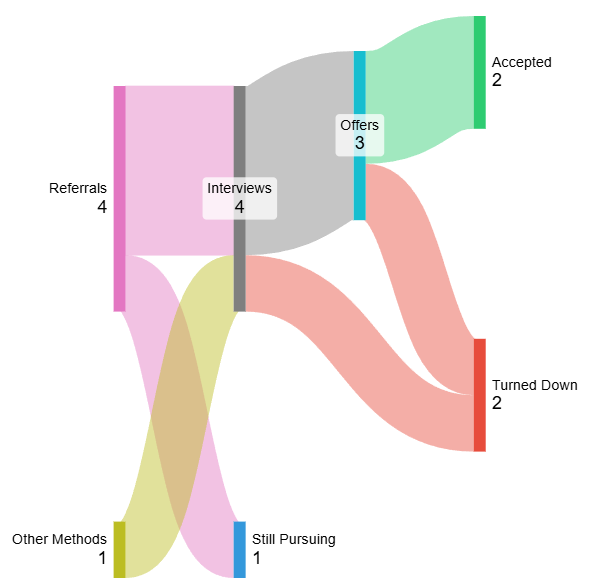 Accepted
2
Offers
3
Referrals
4
Interviews
4
Turned Down
2
Other Methods
1
Still Pursuing
1